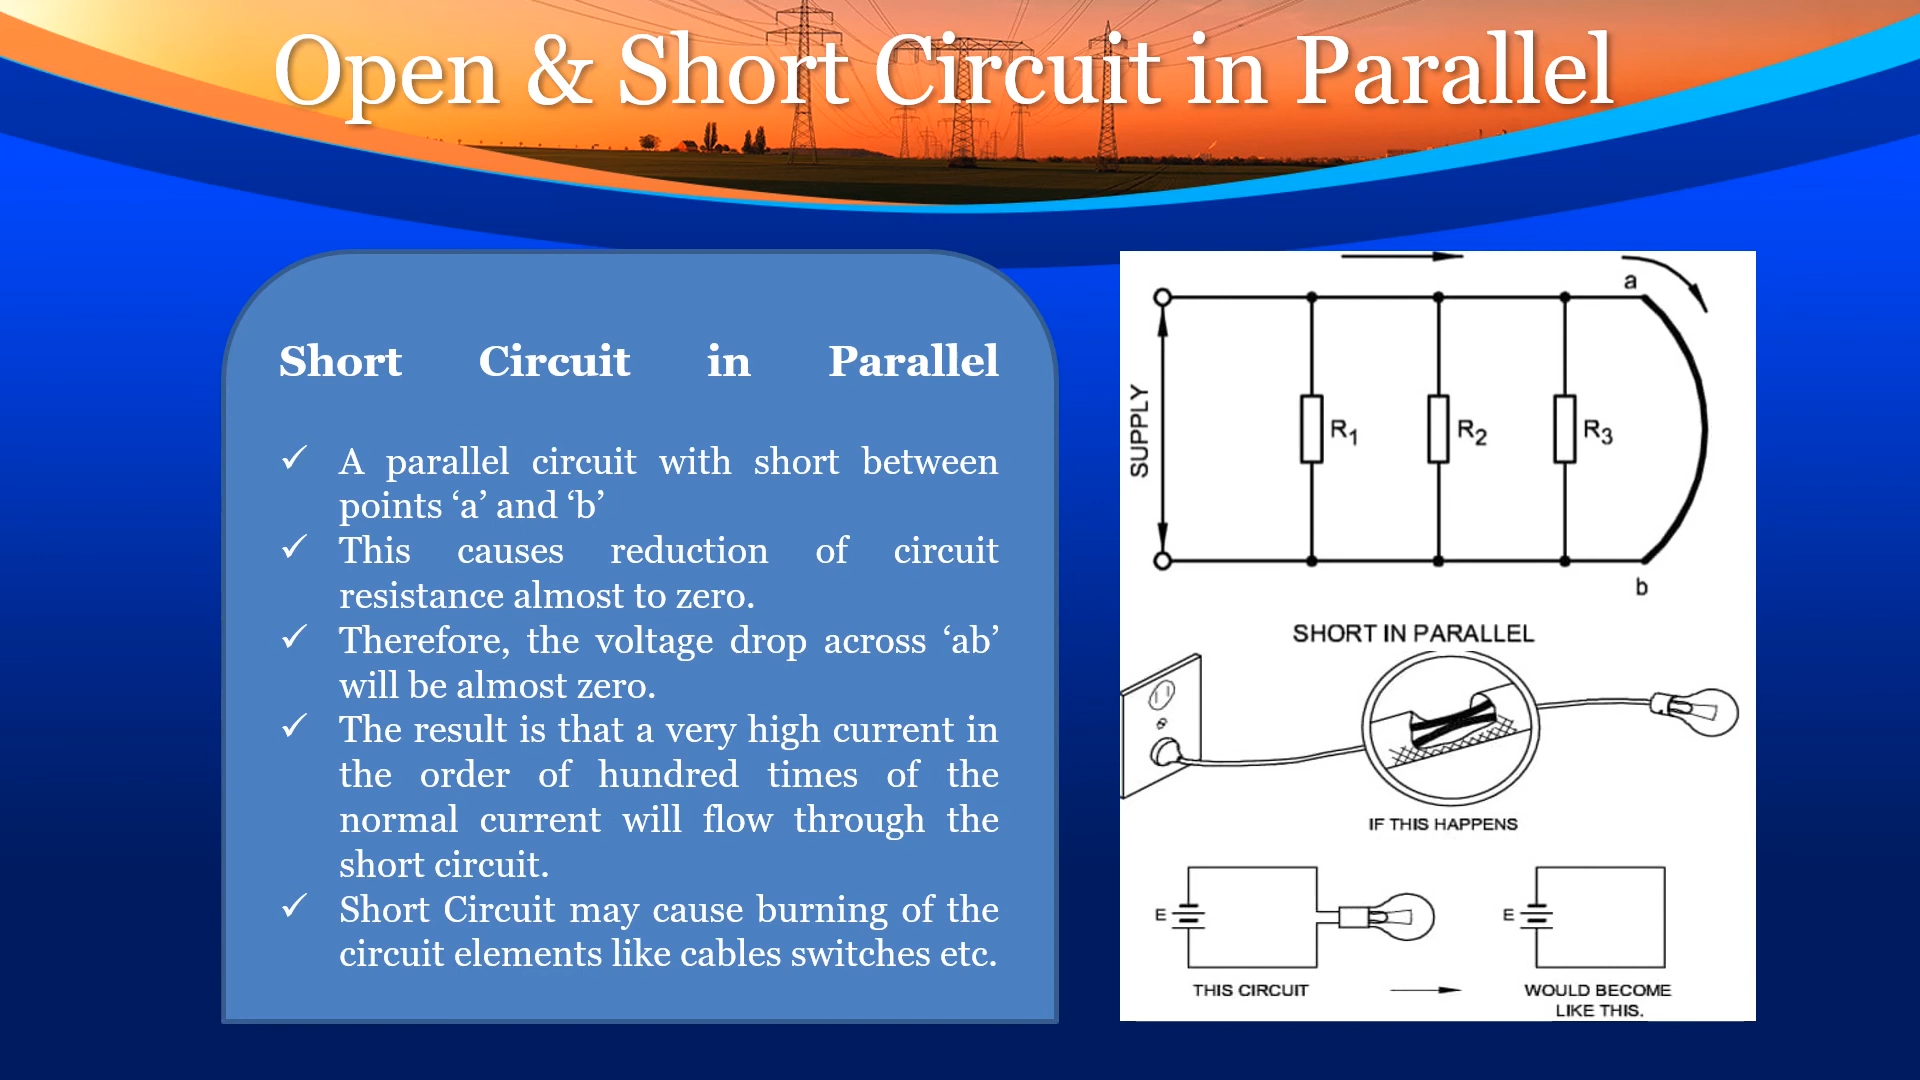 Open & Short Circuit in Parallel
Short Circuit in Parallel
✓ A parallel circuit with short between
points ‘a’ and ‘b’
✓ This causes reduction of circuit
resistance almost to zero.
✓ Therefore, the voltage drop across ‘ab’
will be almost zero.
✓ The result is that a very high current in
the order of hundred times of the
normal current will flow through the
short circuit.
✓ Short Circuit may cause burning of the
circuit elements like cables switches etc.
a
SUPPLY
R1
R2
R3
b
SHORT IN PARALLEL
IF THIS HAPPENS
E
E
THIS CIRCUIT
WOULD BECOME
LIKE THIS.